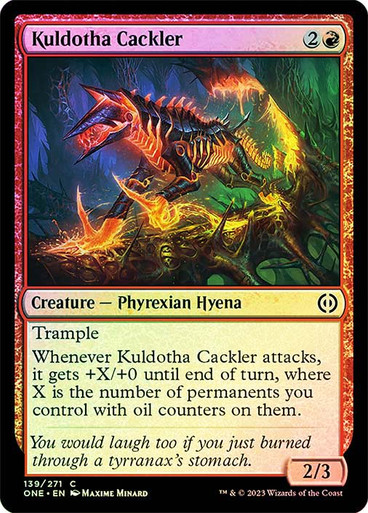 Kuldotha Cackler 2
Creature — Phyrexian Hyena
Trample
Whenever Kuldotha Cackler attacks,
it gets +X/+0 until end of turn, where
X is the number of permanents you
control with oil counters on them.
You would laugh too if you just burned
through a tyrranax's stomach.
2/3
139/271 C
ONE • EN Maxime Minard
™ & © 2023 Wizards of the Coast